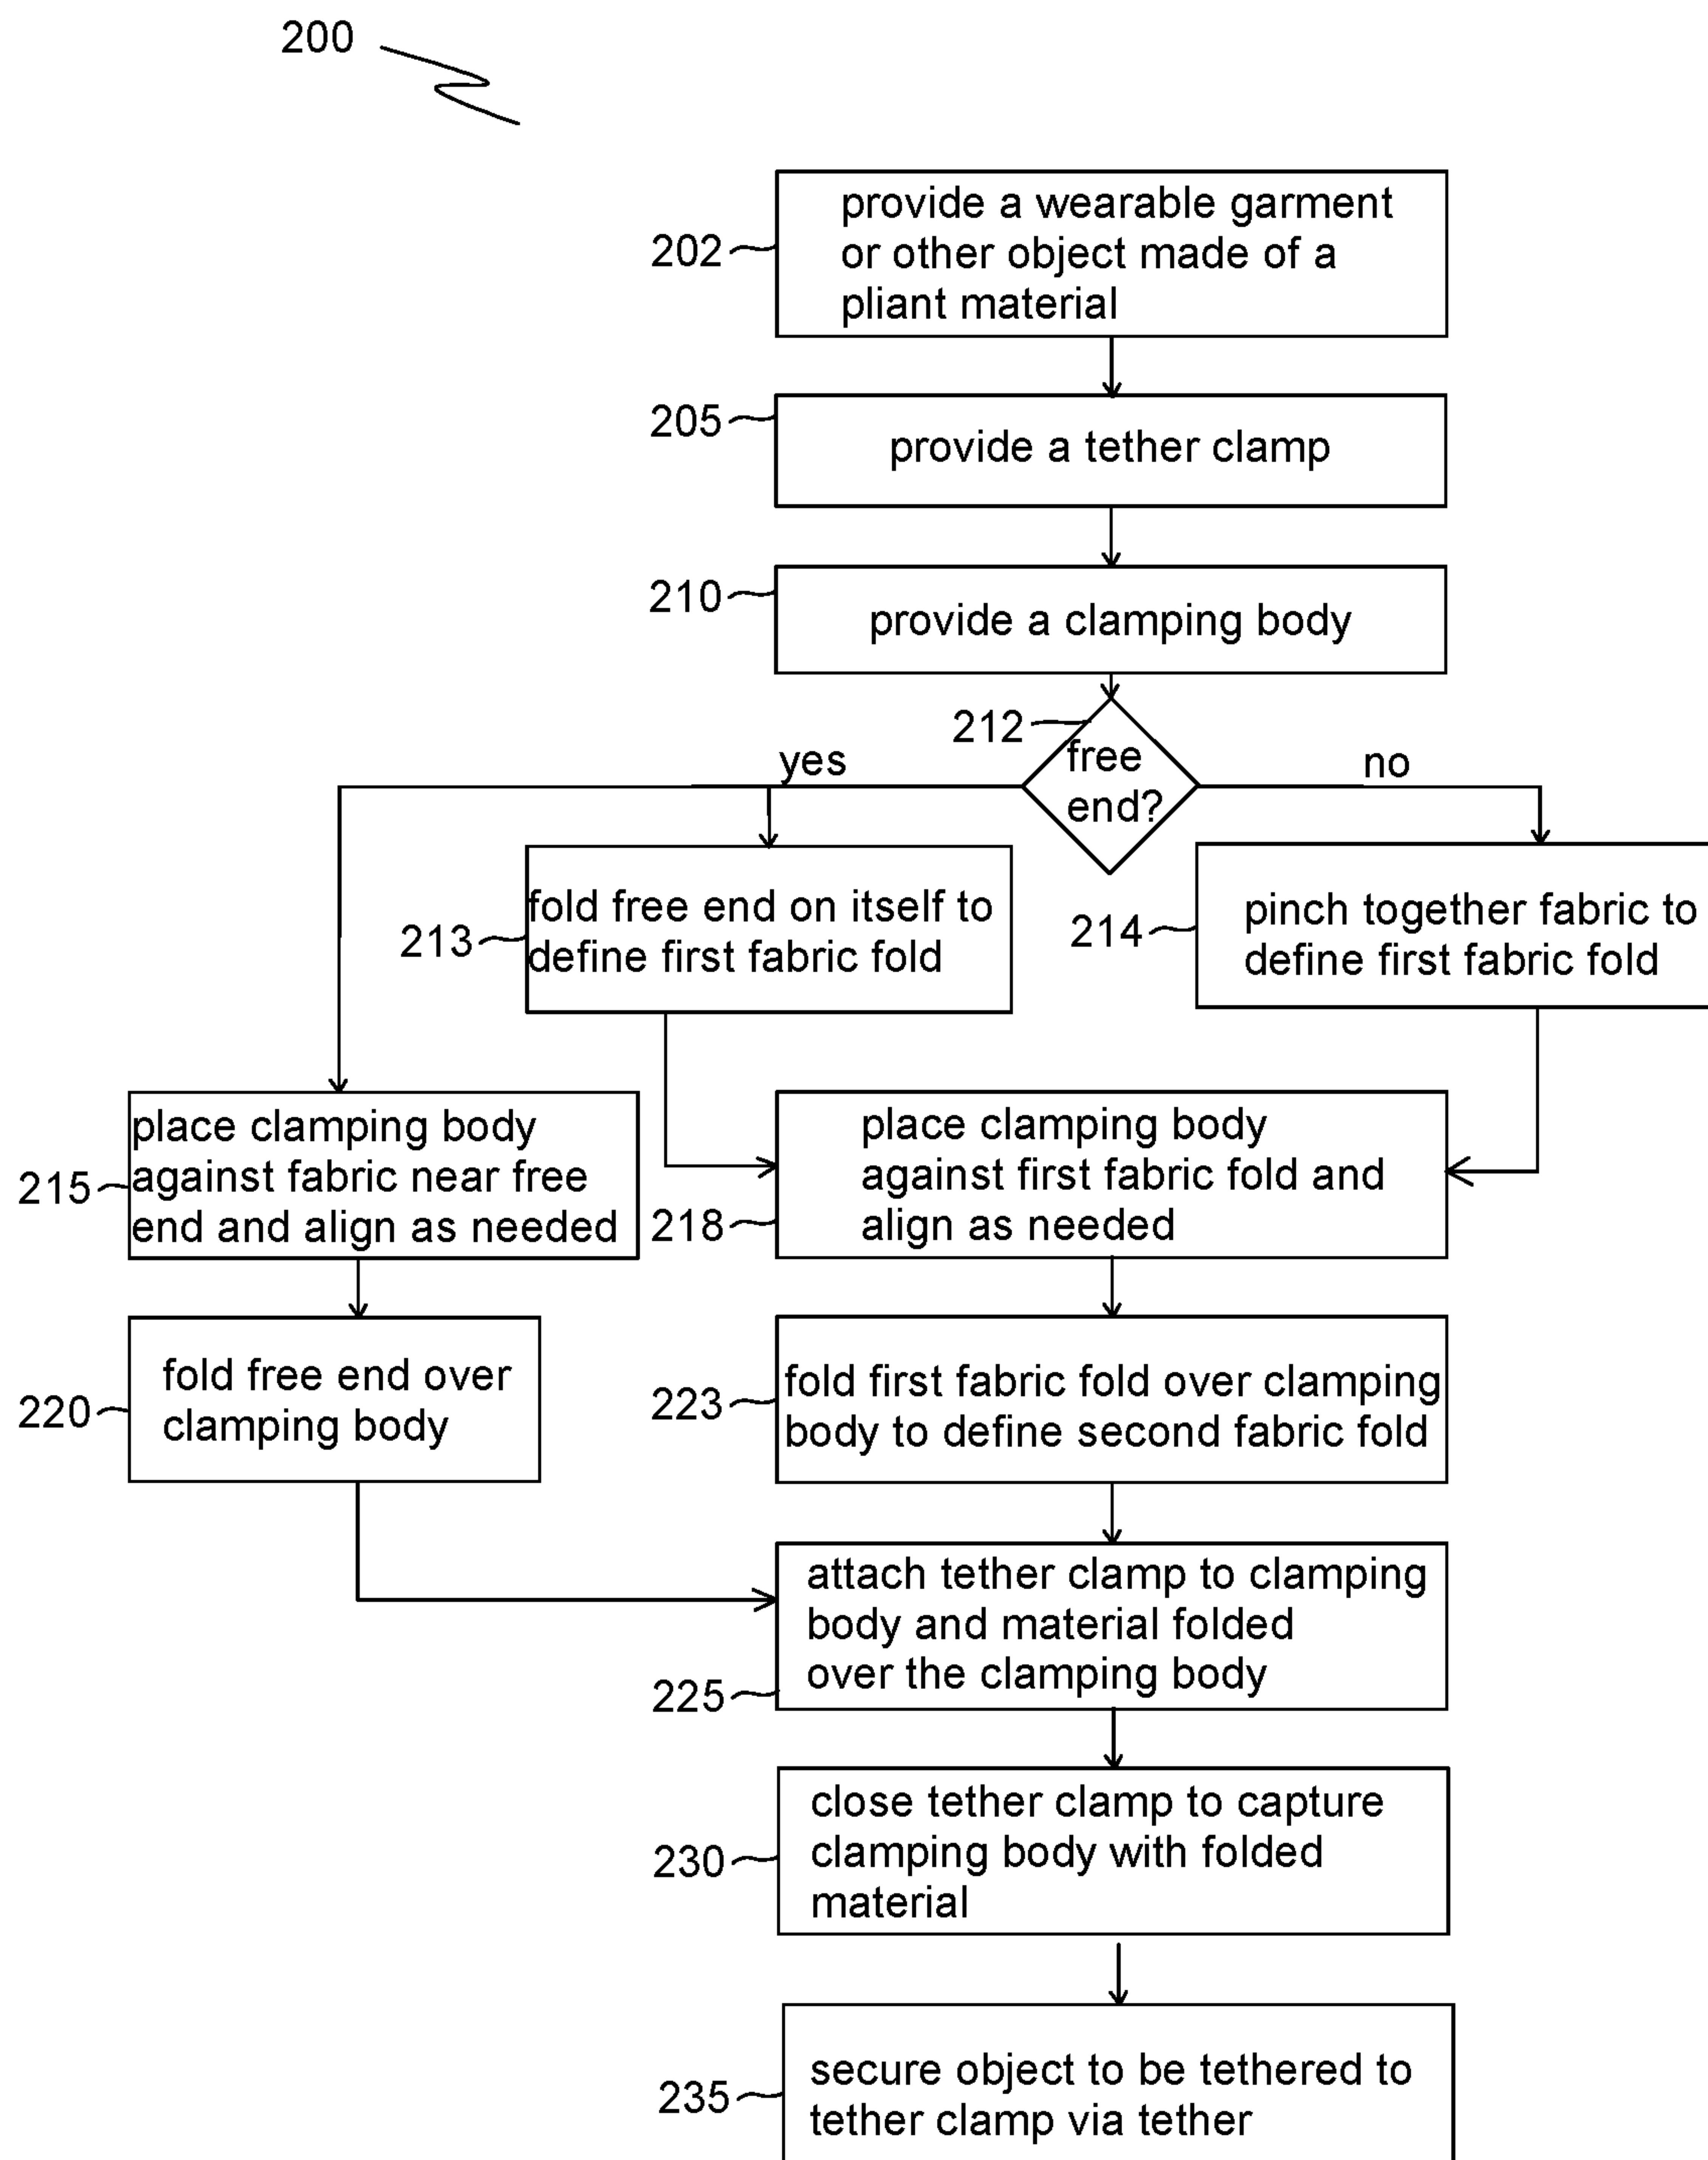 200
provide a wearable garment
or other object made of a
pliant material
202
205
provide a tether clamp
210
provide a clamping body
212
free
end?
yes
no
fold free end on itself to
define first fabric fold
213
pinch together fabric to
define first fabric fold
214
place clamping body
against fabric near free
end and align as needed
215
place clamping body
against first fabric fold and
align as needed
218
fold free end over
clamping body
220
fold first fabric fold over clamping
body to define second fabric fold
223
attach tether clamp to clamping
body and material folded
over the clamping body
225
close tether clamp to capture
clamping body with folded
material
230
secure object to be tethered to
tether clamp via tether
235